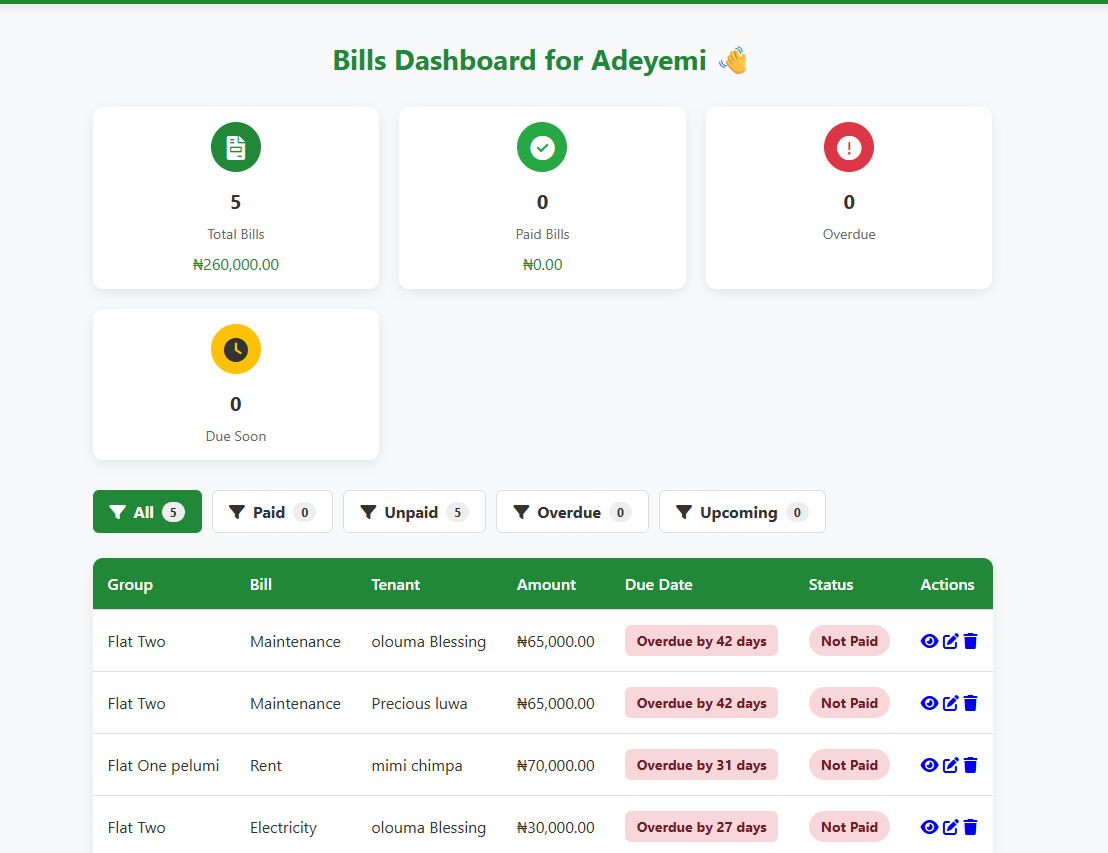 Bills Dashboard for Adeyemi 👋
5
Total Bills
₦260,000.00
0
Paid Bills
₦0.00
0
Overdue
0
Due Soon
All 5 Paid 0 Unpaid 5 Overdue 0 Upcoming 0
Group Bill Tenant Amount Due Date Status Actions
Flat Two Maintenance olouma Blessing ₦65,000.00 Overdue by 42 days Not Paid
Flat Two Maintenance Precious luwa ₦65,000.00 Overdue by 42 days Not Paid
Flat One pelumi Rent mimi chimpa ₦70,000.00 Overdue by 31 days Not Paid
Flat Two Electricity olouma Blessing ₦30,000.00 Overdue by 27 days Not Paid